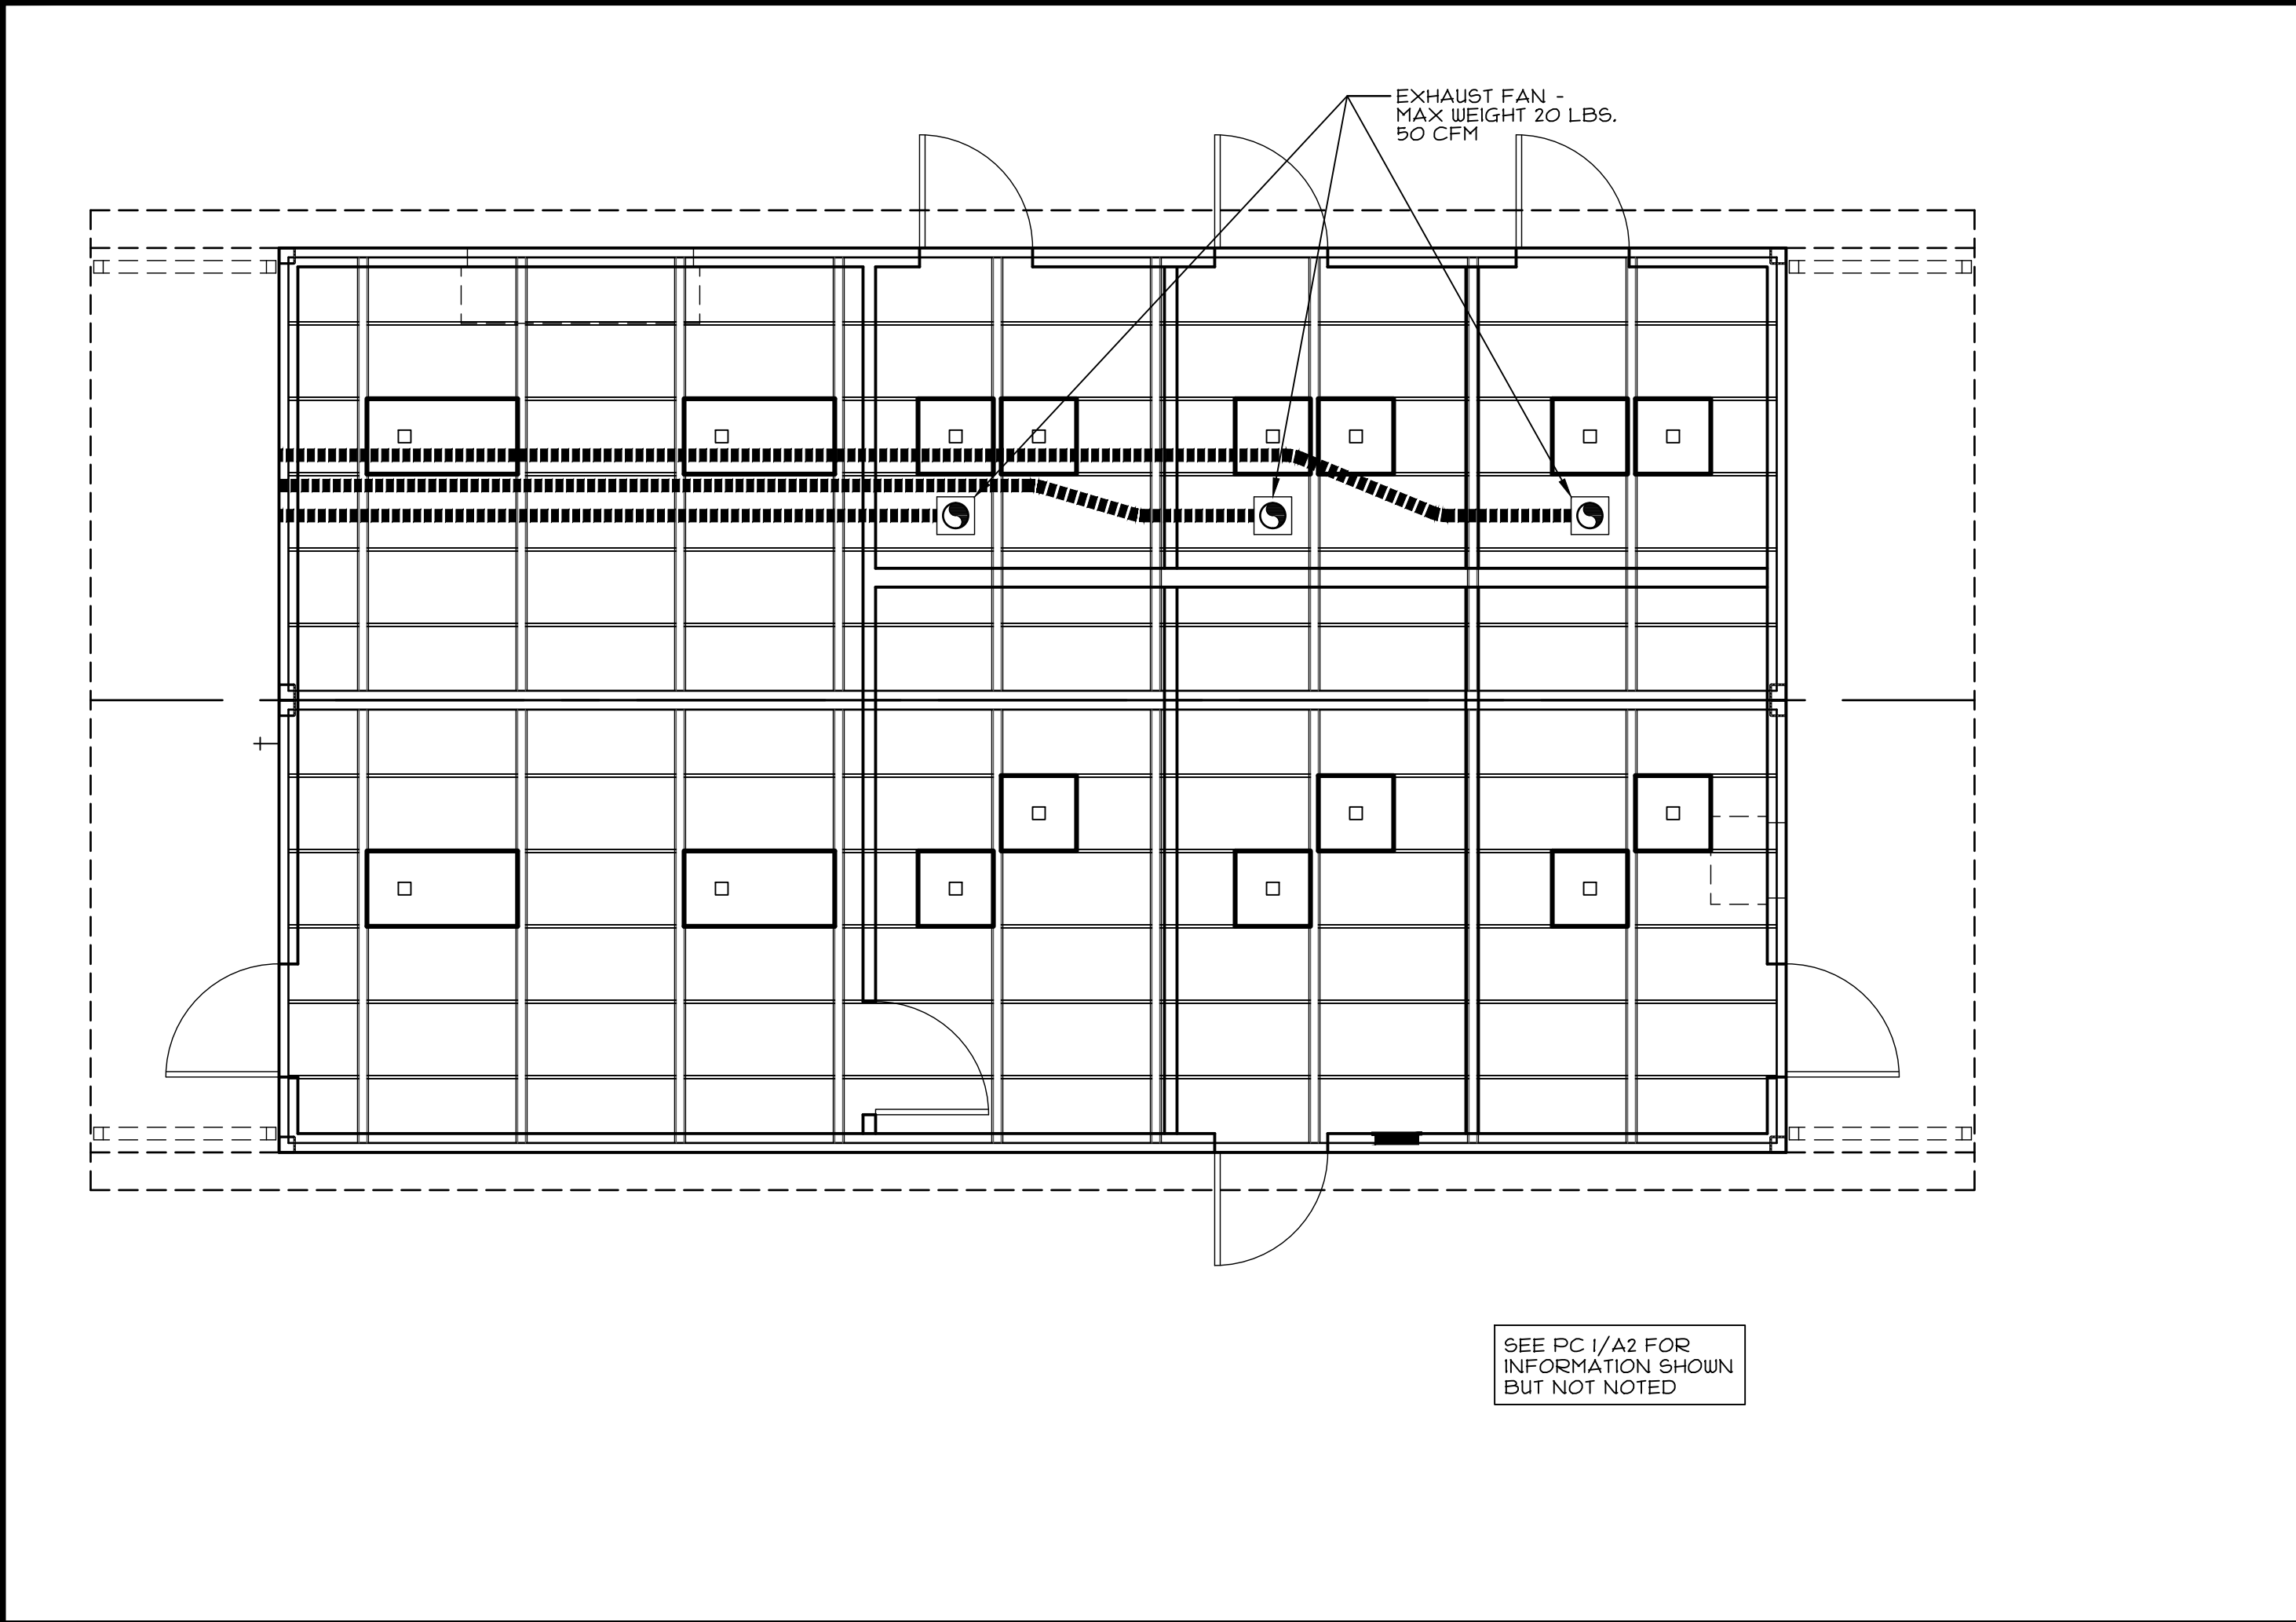 EXHAUST FAN -
MAX WEIGHT 20 LBS.
50 CFM
SEE PC 1/A2 FOR
INFORMATION SHOWN
BUT NOT NOTED